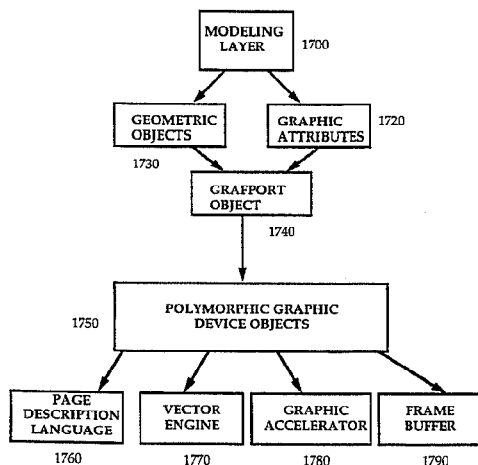 MODELING
LAYER
1700
GEOMETRIC
OBJECTS
GRAPHIC
ATTRIBUTES
1720
1730
GRAFPORT
OBJECT
1740
1750
POLYMORPHIC GRAPHIC
DEVICE OBJECTS
PAGE
DESCRIPTION
LANGUAGE
VECTOR
ENGINE
GRAPHIC
ACCELERATOR
FRAME
BUFFER
1760
1770
1780
1790